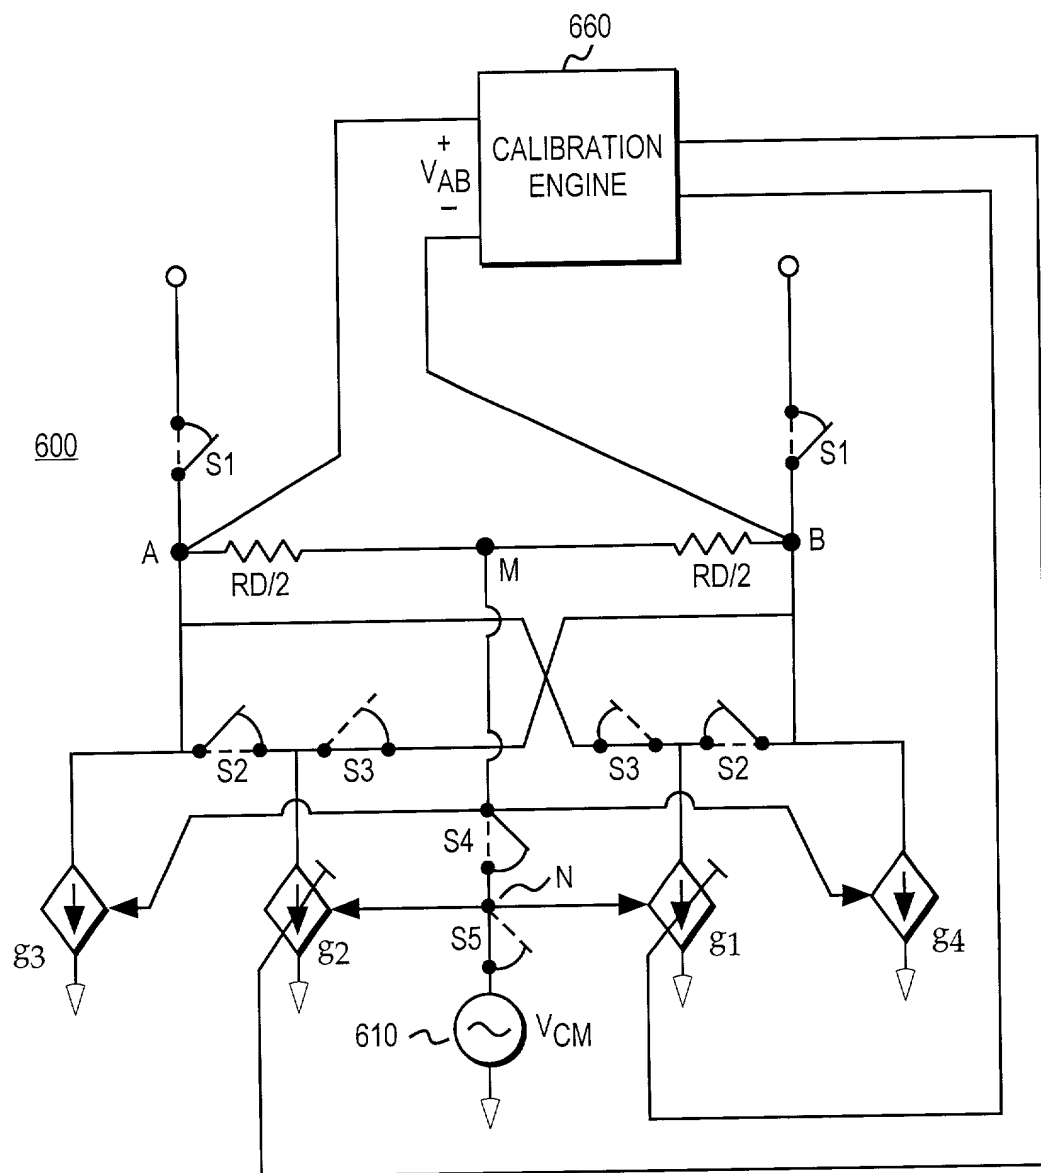 660
+
V_AB
−
CALIBRATION
ENGINE
600
S1
S1
A
B
M
RD/2
RD/2
S2
S3
S3
S2
S4
N
S5
g3
g2
g1
g4
610
V_CM